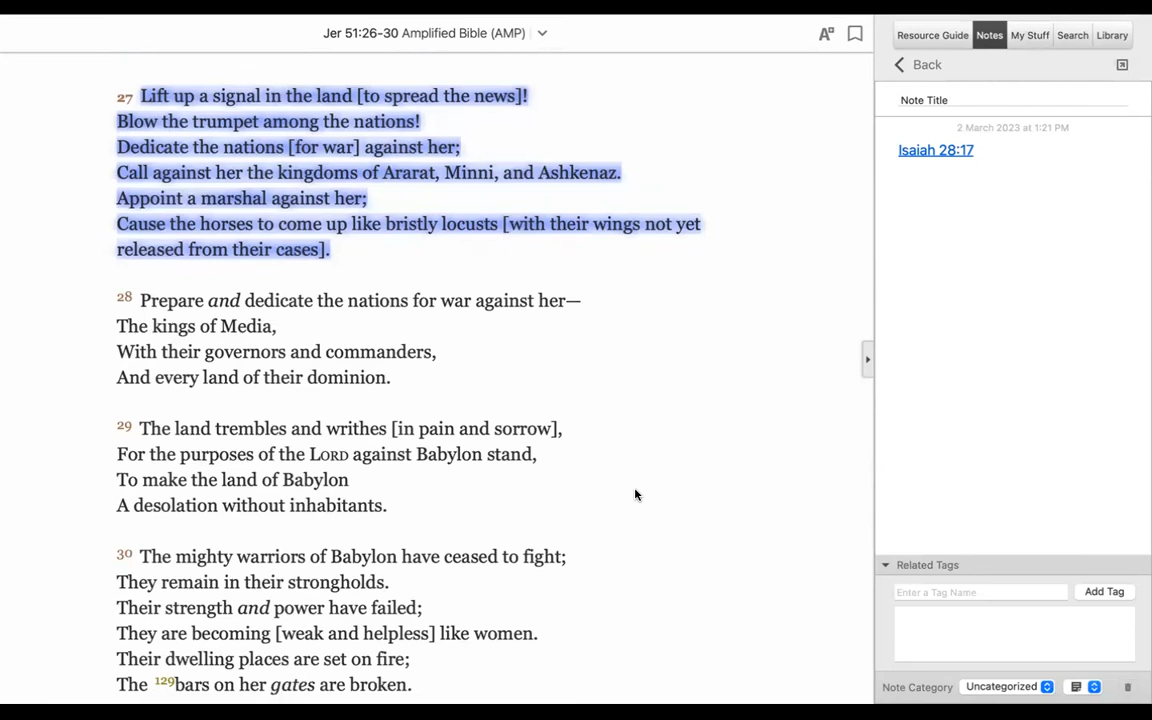 Jer 51:26-30 Amplified Bible (AMP)
27 Lift up a signal in the land [to spread the news]!
Blow the trumpet among the nations!
Dedicate the nations [for war] against her;
Call against her the kingdoms of Ararat, Minni, and Ashkenaz.
Appoint a marshal against her;
Cause the horses to come up like bristly locusts [with their wings not yet
released from their cases].
28 Prepare and dedicate the nations for war against her—
The kings of Media,
With their governors and commanders,
And every land of their dominion.
29 The land trembles and writhes [in pain and sorrow],
For the purposes of the LORD against Babylon stand,
To make the land of Babylon
A desolation without inhabitants.
30 The mighty warriors of Babylon have ceased to fight;
They remain in their strongholds.
Their strength and power have failed;
They are becoming [weak and helpless] like women.
Their dwelling places are set on fire;
The 129bars on her gates are broken.
Resource Guide Notes My Stuff Search Library
Back
Note Title
2 March 2023 at 1:21 PM
Isaiah 28:17
Related Tags
Enter a Tag Name Add Tag
Note Category Uncategorized